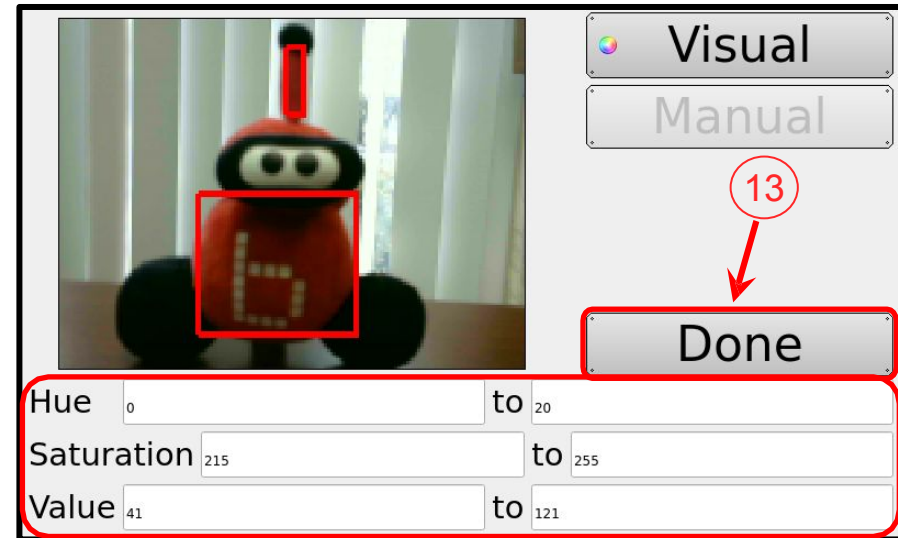 Visual
Manual
13
Done
Hue 0 to 20
Saturation 215 to 255
Value 41 to 121
b